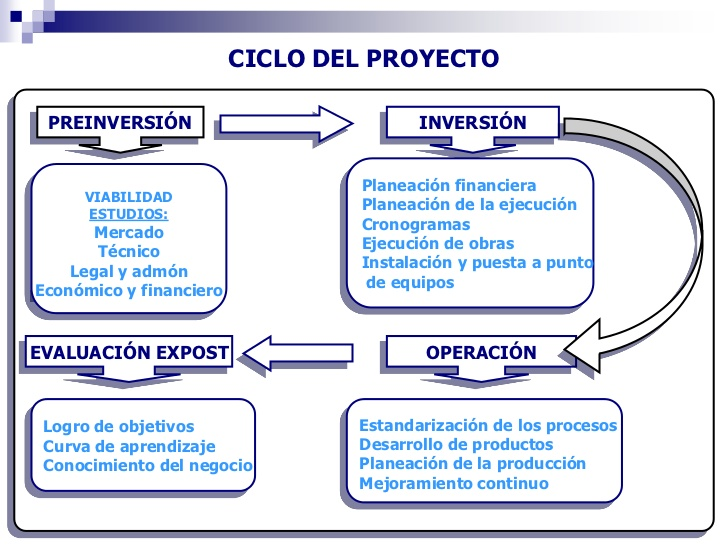 CICLO DEL PROYECTO
PREINVERSIÓN
INVERSIÓN
VIABILIDAD
ESTUDIOS:
Mercado
Técnico
Legal y admón
Económico y financiero
Planeación financiera
Planeación de la ejecución
Cronogramas
Ejecución de obras
Instalación y puesta a punto
de equipos
EVALUACIÓN EXPOST
OPERACIÓN
Logro de objetivos
Curva de aprendizaje
Conocimiento del negocio
Estandarización de los procesos
Desarrollo de productos
Planeación de la producción
Mejoramiento continuo